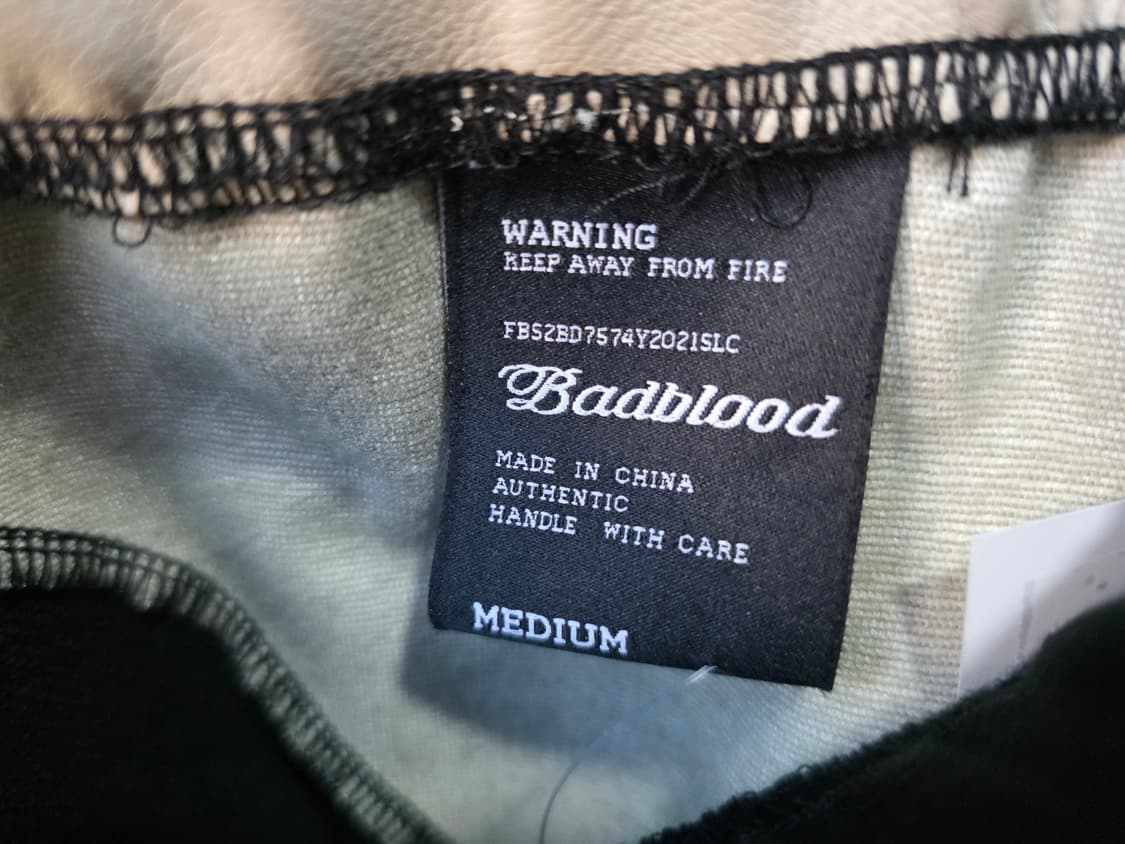 WARNING
KEEP AWAY FROM FIRE
FBS2BD7574Y2021SLC
Badblood
MADE IN CHINA
AUTHENTIC
HANDLE WITH CARE
MEDIUM